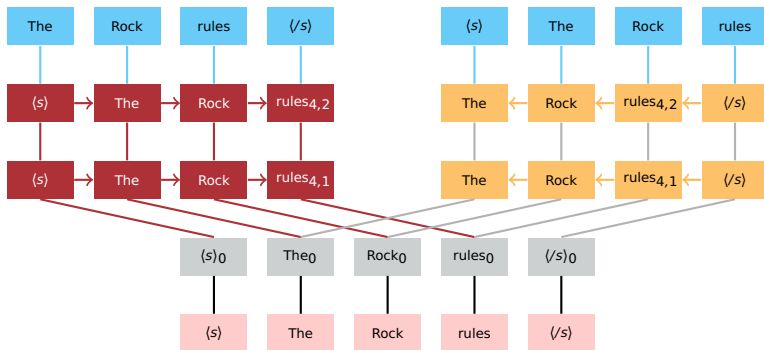 The Rock rules ⟨/s⟩ ⟨s⟩ The Rock rules
⟨s⟩ The Rock rules4,2 The Rock rules4,2 ⟨/s⟩
⟨s⟩ The Rock rules4,1 The Rock rules4,1 ⟨/s⟩
⟨s⟩0 The0 Rock0 rules0 ⟨/s⟩0
⟨s⟩ The Rock rules ⟨/s⟩